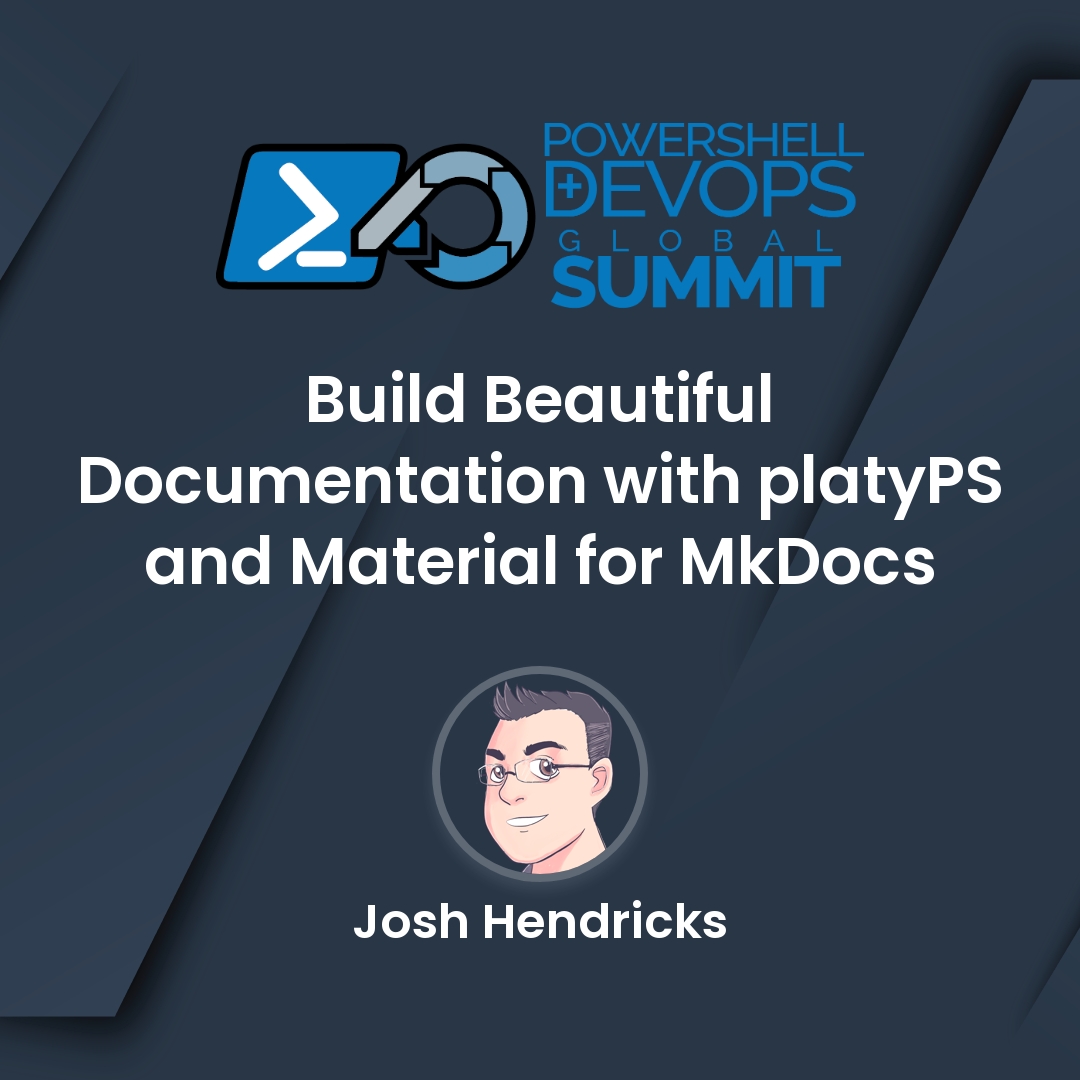 POWERSHELL
+DEVOPS
GLOBAL
SUMMIT
Build Beautiful
Documentation with platyPS
and Material for MkDocs
Josh Hendricks